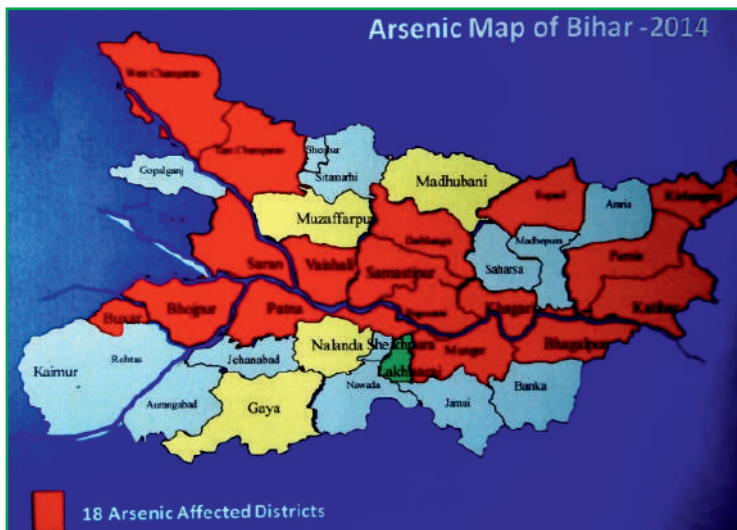 Arsenic Map of Bihar -2014
West Champaran
East Champaran
Sheohar
Sitamarhi
Gopalganj
Madhubani
Muzaffarpur
Supaul
Araria
Kishanganj
Darbhanga
Madhepura
Purnia
Saran
Vaishali
Samastipur
Saharsa
Katihar
Bhojpur
Patna
Begusarai
Khagaria
Buxar
Nalanda
Sheikhpura
Munger
Bhagalpur
Rohtas
Jehanabad
Lakhisarai
Kaimur
Nawada
Banka
Aurangabad
Gaya
Jamui
18 Arsenic Affected Districts